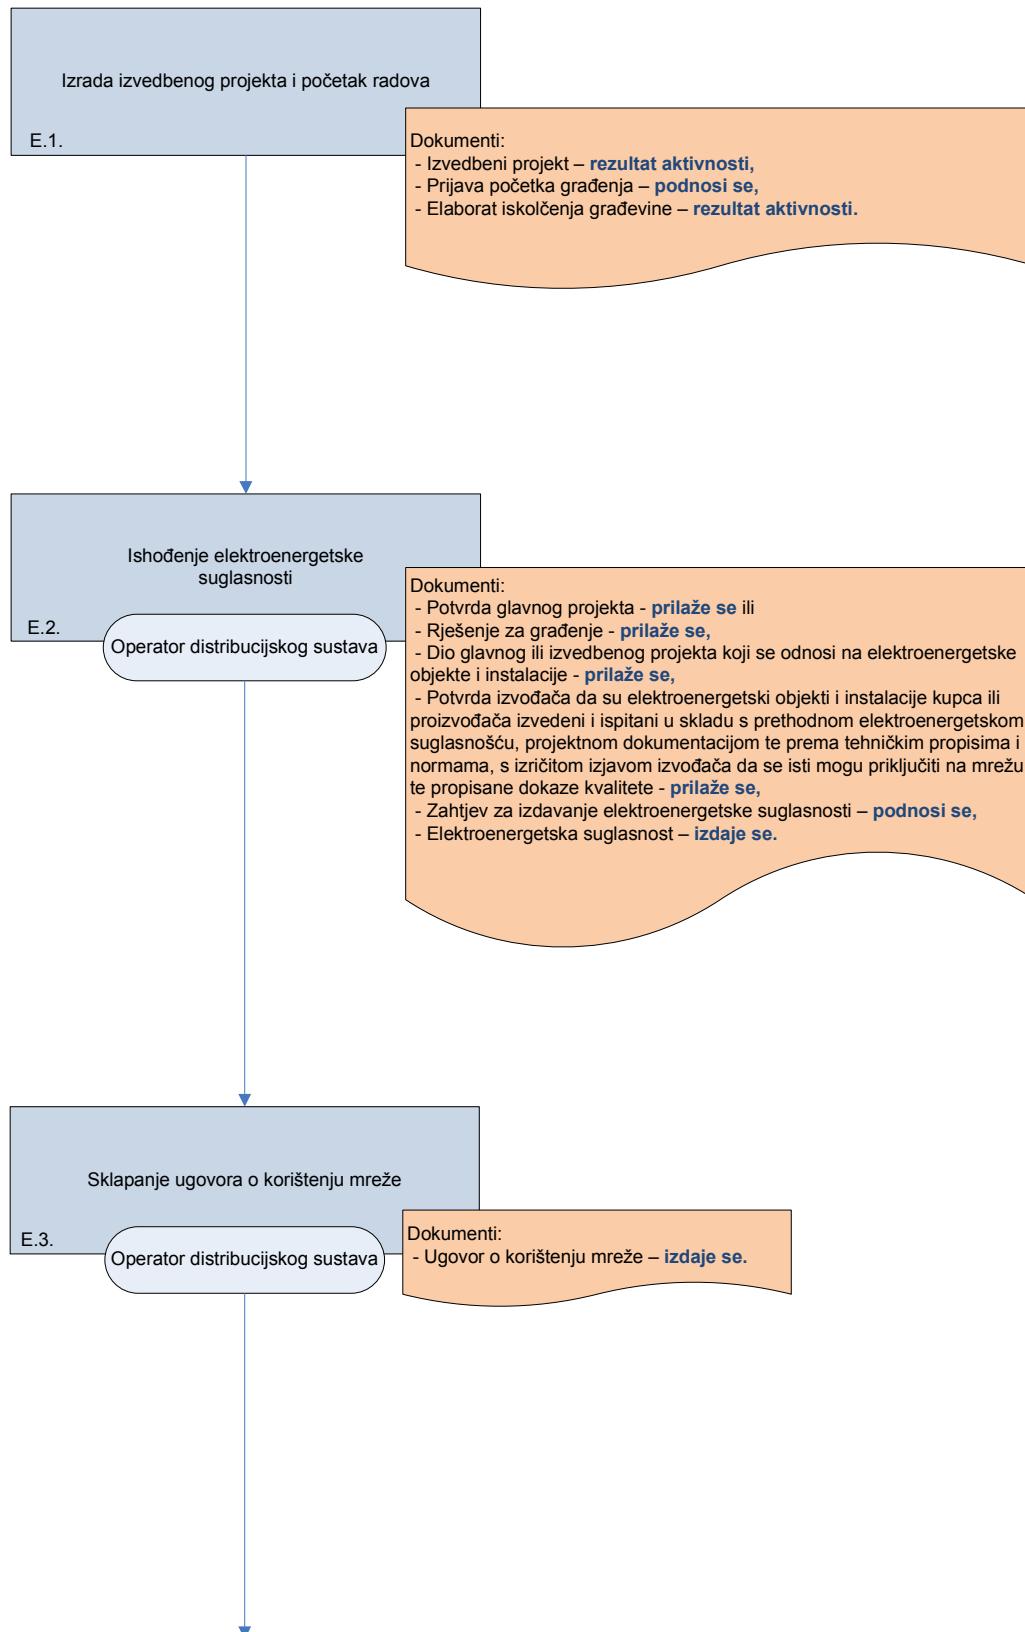 Izrada izvedbenog projekta i početak radova
E.1.
Dokumenti:
- Izvedbeni projekt – rezultat aktivnosti,
- Prijava početka građenja – podnosi se,
- Elaborat iskolčenja građevine – rezultat aktivnosti.
Ishođenje elektroenergetske
suglasnosti
E.2.
Operator distribucijskog sustava
Dokumenti:
- Potvrda glavnog projekta - prilaže se ili
- Rješenje za građenje - prilaže se,
- Dio glavnog ili izvedbenog projekta koji se odnosi na elektroenergetske
objekte i instalacije - prilaže se,
- Potvrda izvođača da su elektroenergetski objekti i instalacije kupca ili
proizvođača izvedeni i ispitani u skladu s prethodnom elektroenergetskom
suglasnošću, projektnom dokumentacijom te prema tehničkim propisima i
normama, s izričitom izjavom izvođača da se isti mogu priključiti na mrežu
te propisane dokaze kvalitete - prilaže se,
- Zahtjev za izdavanje elektroenergetske suglasnosti – podnosi se,
- Elektroenergetska suglasnost – izdaje se.
Sklapanje ugovora o korištenju mreže
E.3.
Operator distribucijskog sustava
Dokumenti:
- Ugovor o korištenju mreže – izdaje se.